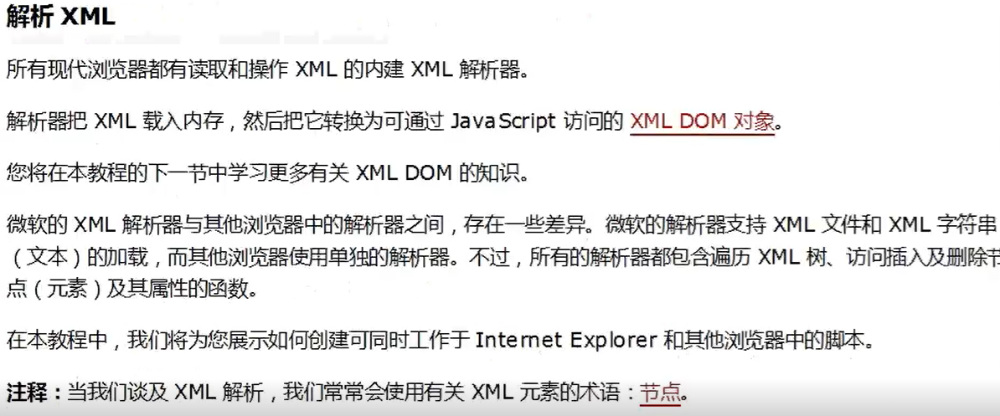 解析 XML
所有现代浏览器都有读取和操作 XML 的内建 XML 解析器。
解析器把 XML 载入内存，然后把它转换为可通过 JavaScript 访问的 XML DOM 对象。
您将在本教程的下一节中学习更多有关 XML DOM 的知识。
微软的 XML 解析器与其他浏览器中的解析器之间，存在一些差异。微软的解析器支持 XML 文件和 XML 字符串
（文本）的加载，而其他浏览器使用单独的解析器。不过，所有的解析器都包含遍历 XML 树、访问插入及删除节
点（元素）及其属性的函数。
在本教程中，我们将为您展示如何创建可同时工作于 Internet Explorer 和其他浏览器中的脚本。
注释：当我们谈及 XML 解析，我们常常会使用有关 XML 元素的术语：节点。